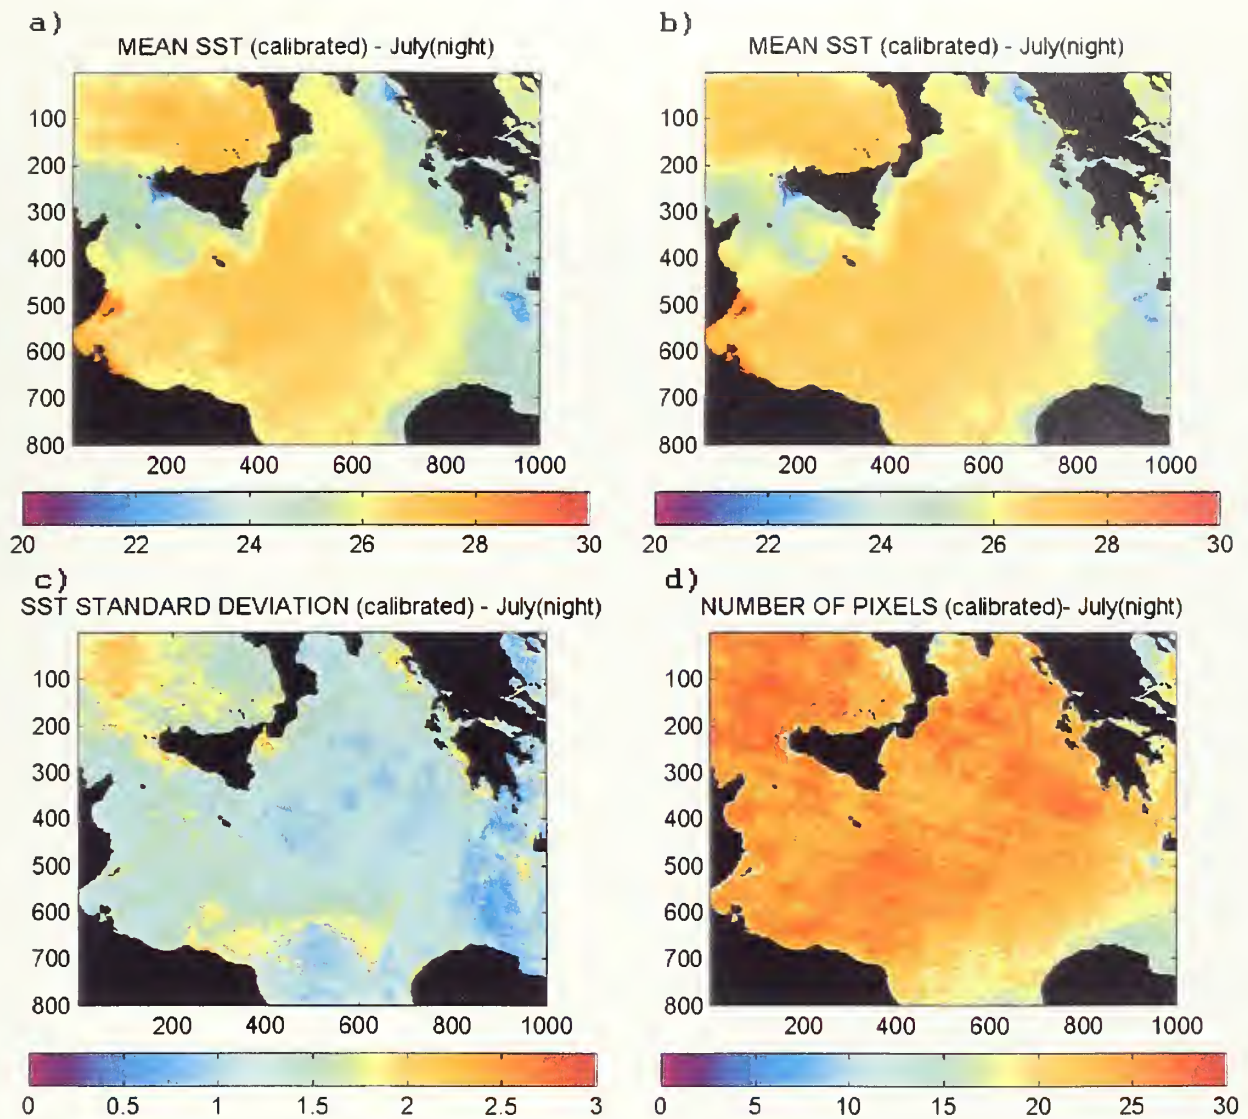 a)
MEAN SST (calibrated) - July(night)
100
200
300
400
500
600
700
800
200 400 600 800 1000
20 22 24 26 28 30
b)
MEAN SST (calibrated) - July(night)
100
200
300
400
500
600
700
800
200 400 600 800 1000
20 22 24 26 28 30
c)
SST STANDARD DEVIATION (calibrated) - July(night)
100
200
300
400
500
600
700
800
200 400 600 800 1000
0 0.5 1 1.5 2 2.5 3
d)
NUMBER OF PIXELS (calibrated)- July(night)
100
200
300
400
500
600
700
800
200 400 600 800 1000
0 5 10 15 20 25 30